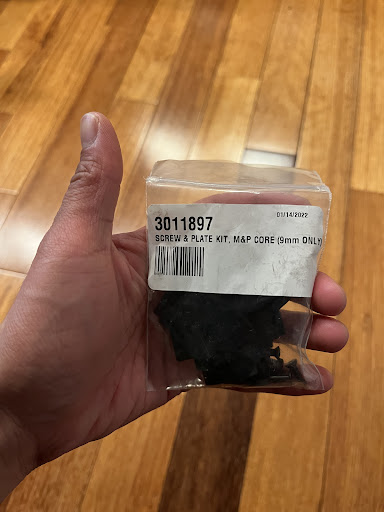 01/14/2022
3011897
SCREW & PLATE KIT, M&P CORE (9mm ONLY)